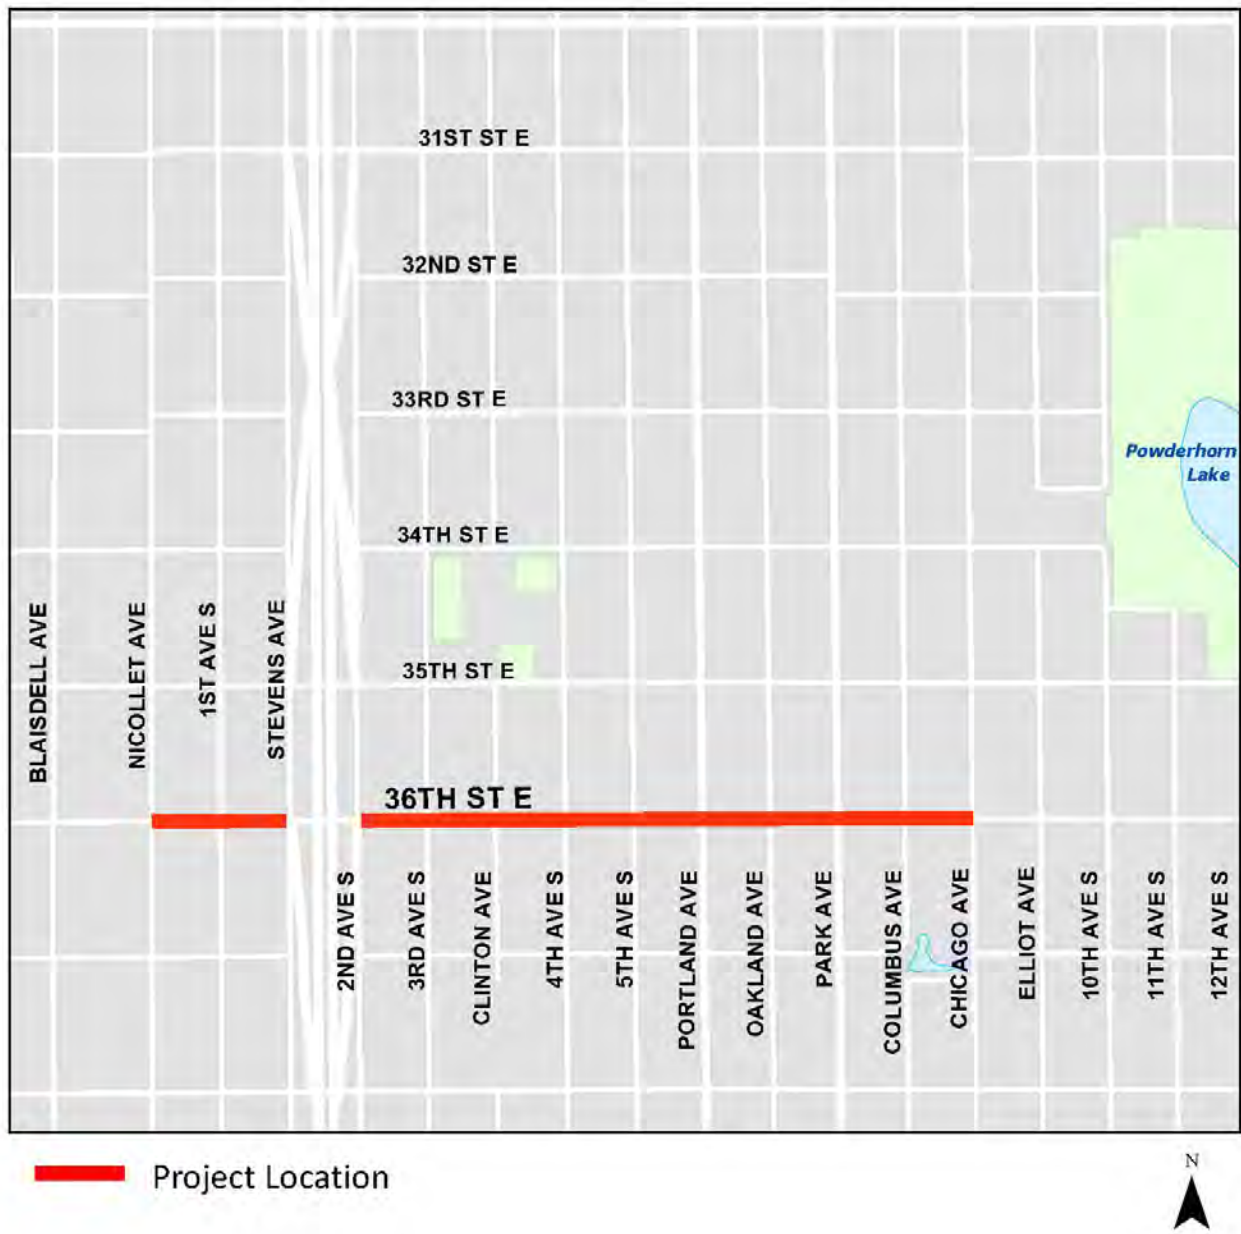 31ST ST E
32ND ST E
33RD ST E
Powderhorn
Lake
34TH ST E
35TH ST E
BLAISDELL AVE
NICOLLET AVE
1ST AVE S
STEVENS AVE
36TH ST E
2ND AVE S
3RD AVE S
CLINTON AVE
4TH AVE S
5TH AVE S
PORTLAND AVE
OAKLAND AVE
PARK AVE
COLUMBUS AVE
CHICAGO AVE
ELLIOT AVE
10TH AVE S
11TH AVE S
12TH AVE S
Project Location
N